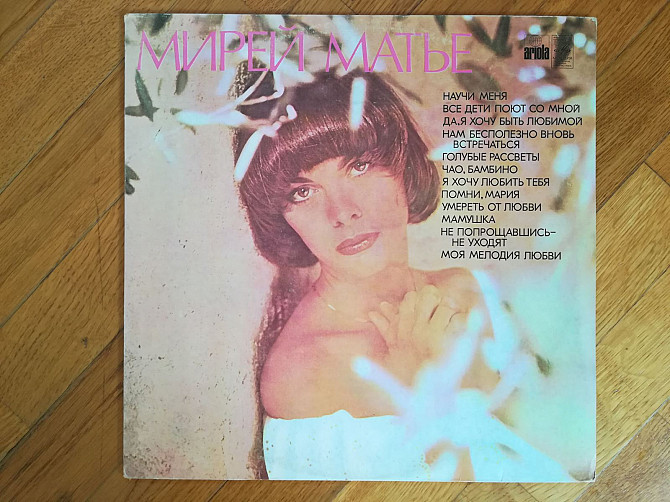 МИРЕЙ МАТЬЕ
ariola
НАУЧИ МЕНЯ
ВСЕ ДЕТИ ПОЮТ СО МНОЙ
ДА, Я ХОЧУ БЫТЬ ЛЮБИМОЙ
НАМ БЕСПОЛЕЗНО ВНОВЬ
ВСТРЕЧАТЬСЯ
ГОЛУБЫЕ РАССВЕТЫ
ЧАО, БАМБИНО
Я ХОЧУ ЛЮБИТЬ ТЕБЯ
ПОМНИ, МАРИЯ
УМЕРЕТЬ ОТ ЛЮБВИ
МАМУШКА
НЕ ПОПРОЩАВШИСЬ–
НЕ УХОДЯТ
МОЯ МЕЛОДИЯ ЛЮБВИ